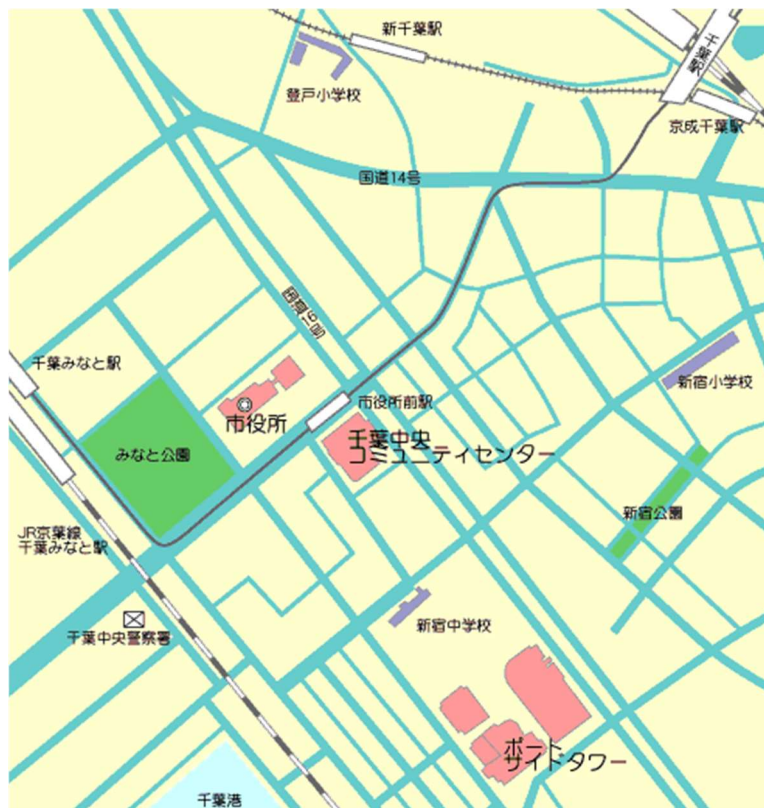 新千葉駅
千葉駅
登戸小学校
京成千葉駅
国道14号
国道16号
千葉みなと駅
新宿小学校
市役所前駅
市役所
千葉中央
コミュニティセンター
みなと公園
新宿公園
JR京葉線
千葉みなと駅
新宿中学校
千葉中央警察署
ポート
サイドタワー
千葉港